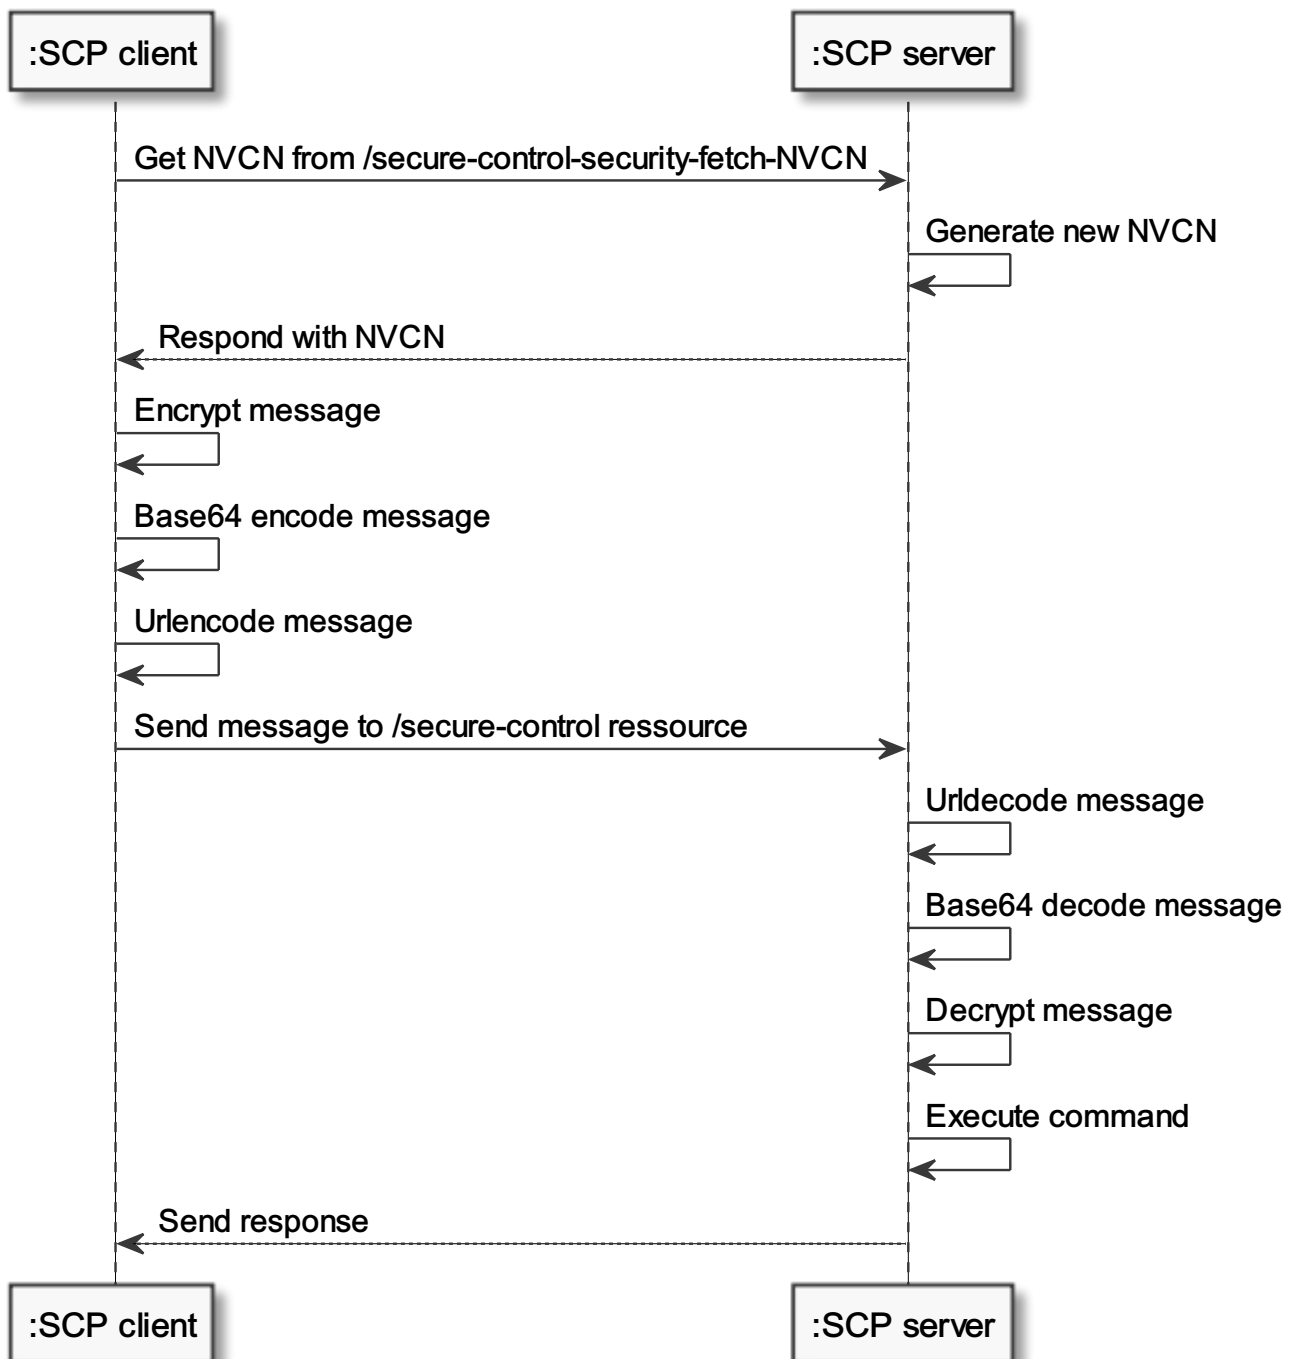 :SCP client
:SCP server
Get NVCN from /secure-control-security-fetch-NVCN
Generate new NVCN
Respond with NVCN
Encrypt message
Base64 encode message
Urlencode message
Send message to /secure-control ressource
Urldecode message
Base64 decode message
Decrypt message
Execute command
Send response
:SCP client
:SCP server